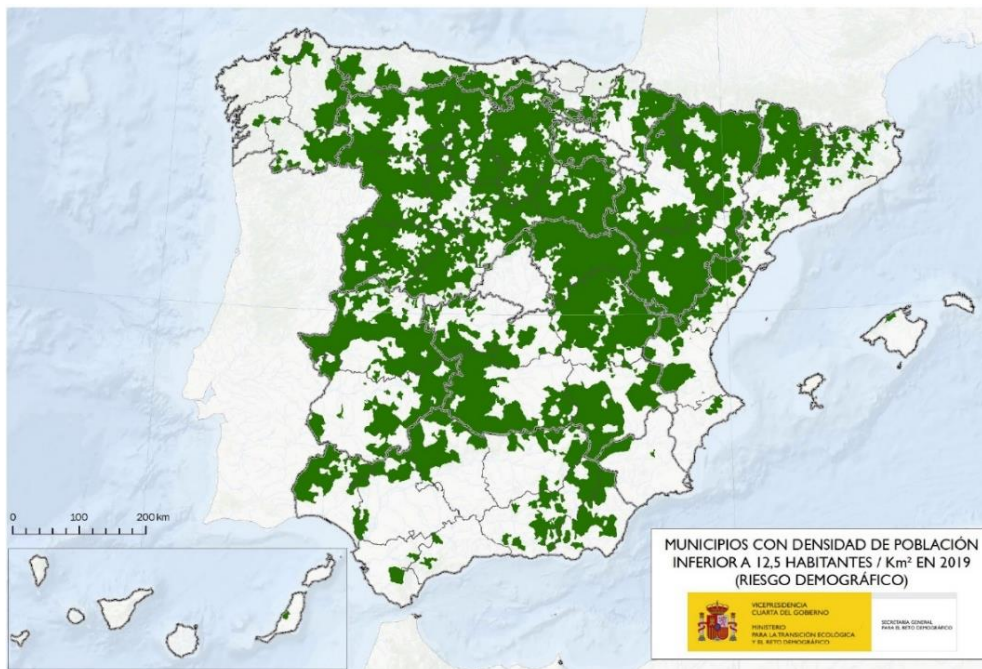 0 100 200 km
MUNICIPIOS CON DENSIDAD DE POBLACIÓN
INFERIOR A 12,5 HABITANTES / Km² EN 2019
(RIESGO DEMOGRÁFICO)
VICEPRESIDENCIA
CUARTA DEL GOBIERNO
MINISTERIO
PARA LA TRANSICIÓN ECOLÓGICA
Y EL RETO DEMOGRÁFICO
SECRETARÍA GENERAL
PARA EL RETO DEMOGRÁFICO